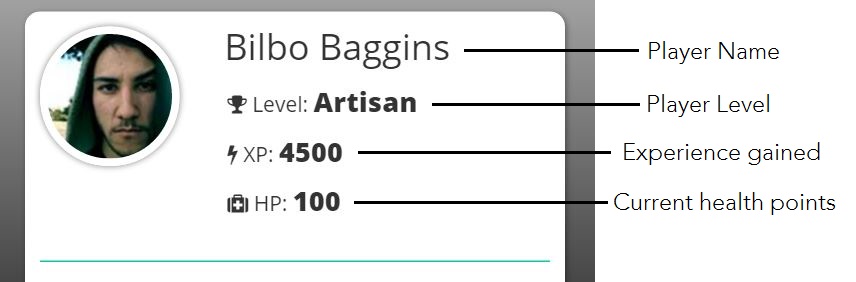 Bilbo Baggins Player Name
Level: Artisan Player Level
XP: 4500 Experience gained
HP: 100 Current health points